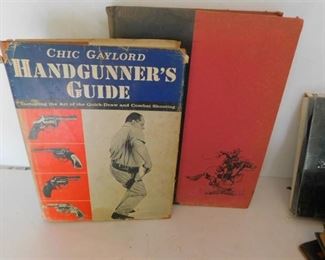 CHIC GAYLORD
HANDGUNNER'S
GUIDE
Including the Art of the Quick-Draw and Combat Shooting